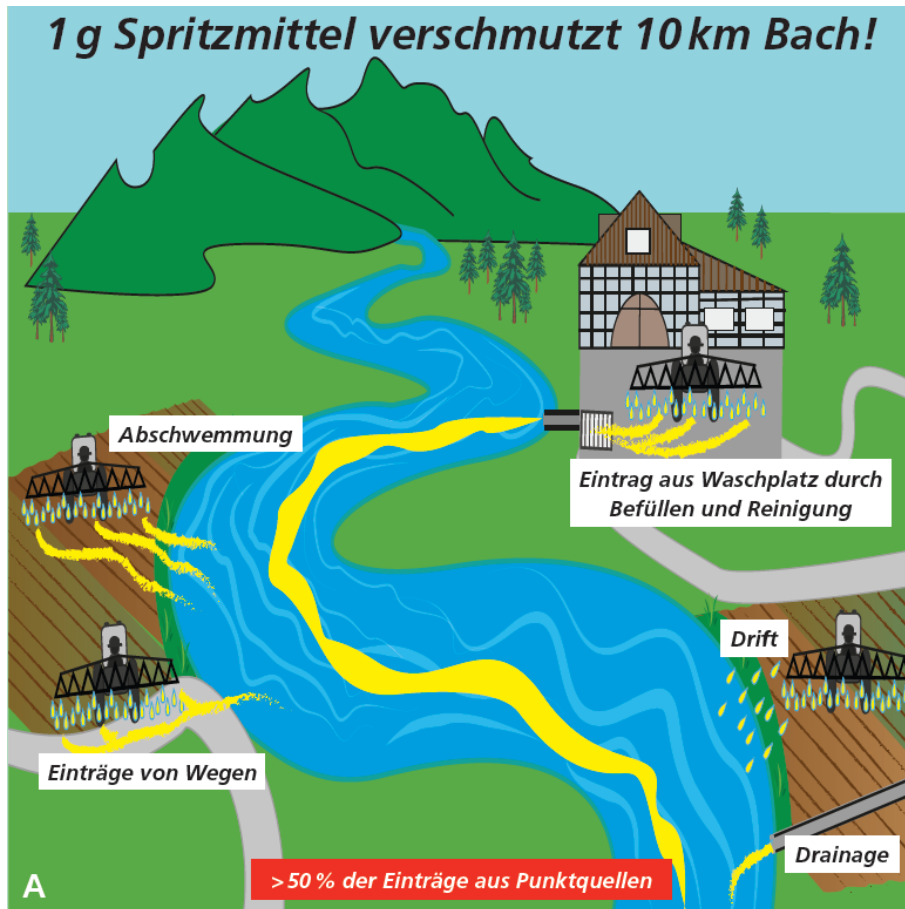 1 g Spritzmittel verschmutzt 10 km Bach!
Abschwemmung
Eintrag aus Waschplatz durch
Befüllen und Reinigung
Drift
Einträge von Wegen
Drainage
>50 % der Einträge aus Punktquellen
A